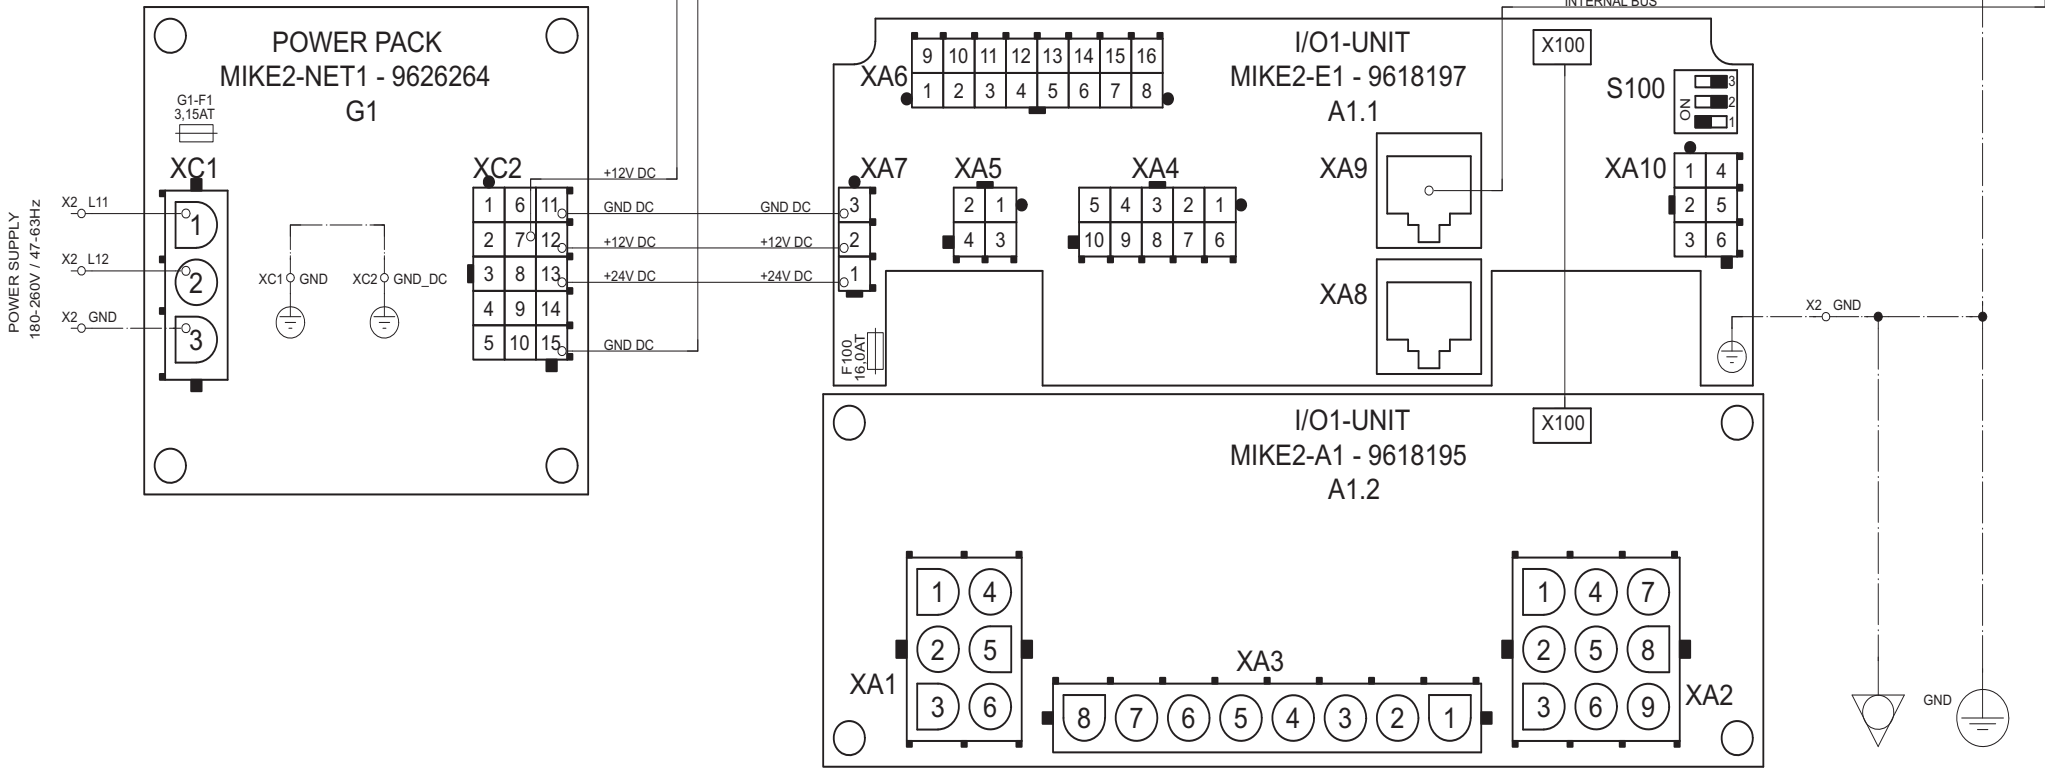 INTERNAL BUS
POWER PACK
MIKE2-NET1 - 9626264
G1
G1-F1
3,15AT
XC1
1
2
3
POWER SUPPLY
180-260V / 47-63Hz
X2 L11
X2 L12
X2 GND
XC1 GND
XC2 GND_DC
XC2
1 6 11
2 7 12
3 8 13
4 9 14
5 10 15
+12V DC
GND DC GND DC
+12V DC +12V DC
+24V DC +24V DC
GND DC
I/O1-UNIT
MIKE2-E1 - 9618197
A1.1
XA6
9 10 11 12 13 14 15 16
1 2 3 4 5 6 7 8
X100
S100
ON
3
2
1
XA7
3
2
1
XA5
2 1
4 3
XA4
5 4 3 2 1
10 9 8 7 6
XA9
XA8
XA10
1 4
2 5
3 6
F100
16,0AT
X2 GND
GND
I/O1-UNIT
MIKE2-A1 - 9618195
A1.2
X100
XA1
1 4
2 5
3 6
XA3
8 7 6 5 4 3 2 1
XA2
1 4 7
2 5 8
3 6 9